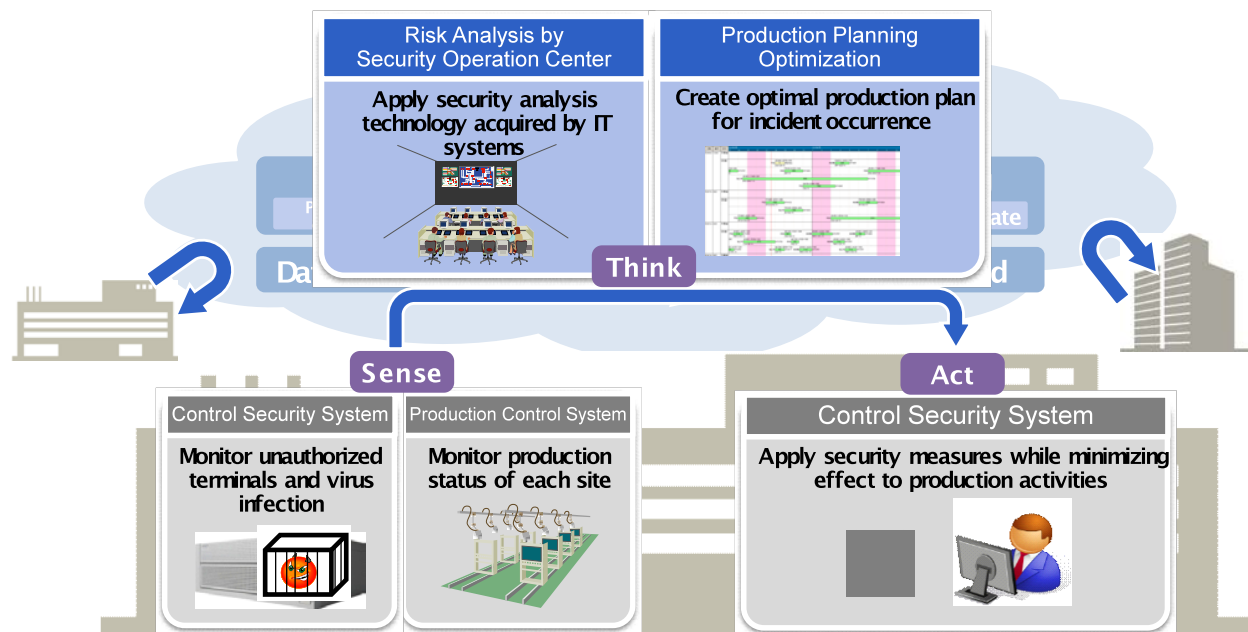 Risk Analysis by
Security Operation Center
Apply security analysis
technology acquired by IT
systems
Production Planning
Optimization
Create optimal production plan
for incident occurrence
Think
Sense
Control Security System
Monitor unauthorized
terminals and virus
infection
Production Control System
Monitor production
status of each site
Act
Control Security System
Apply security measures while minimizing
effect to production activities